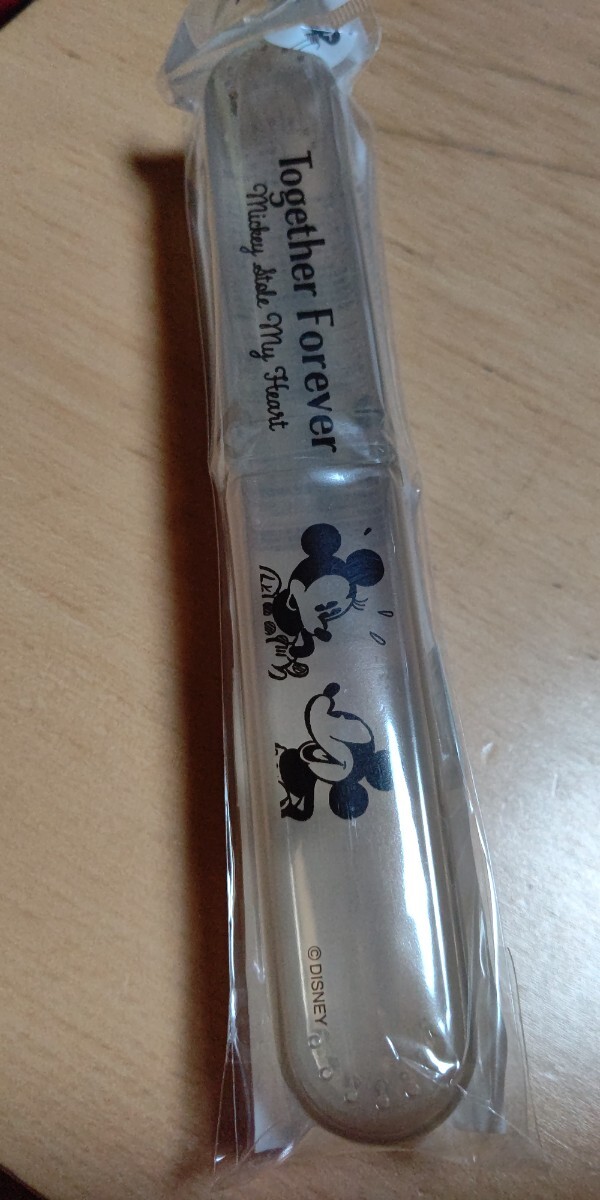 Together Forever
Mickey Stole My Heart
© DISNEY